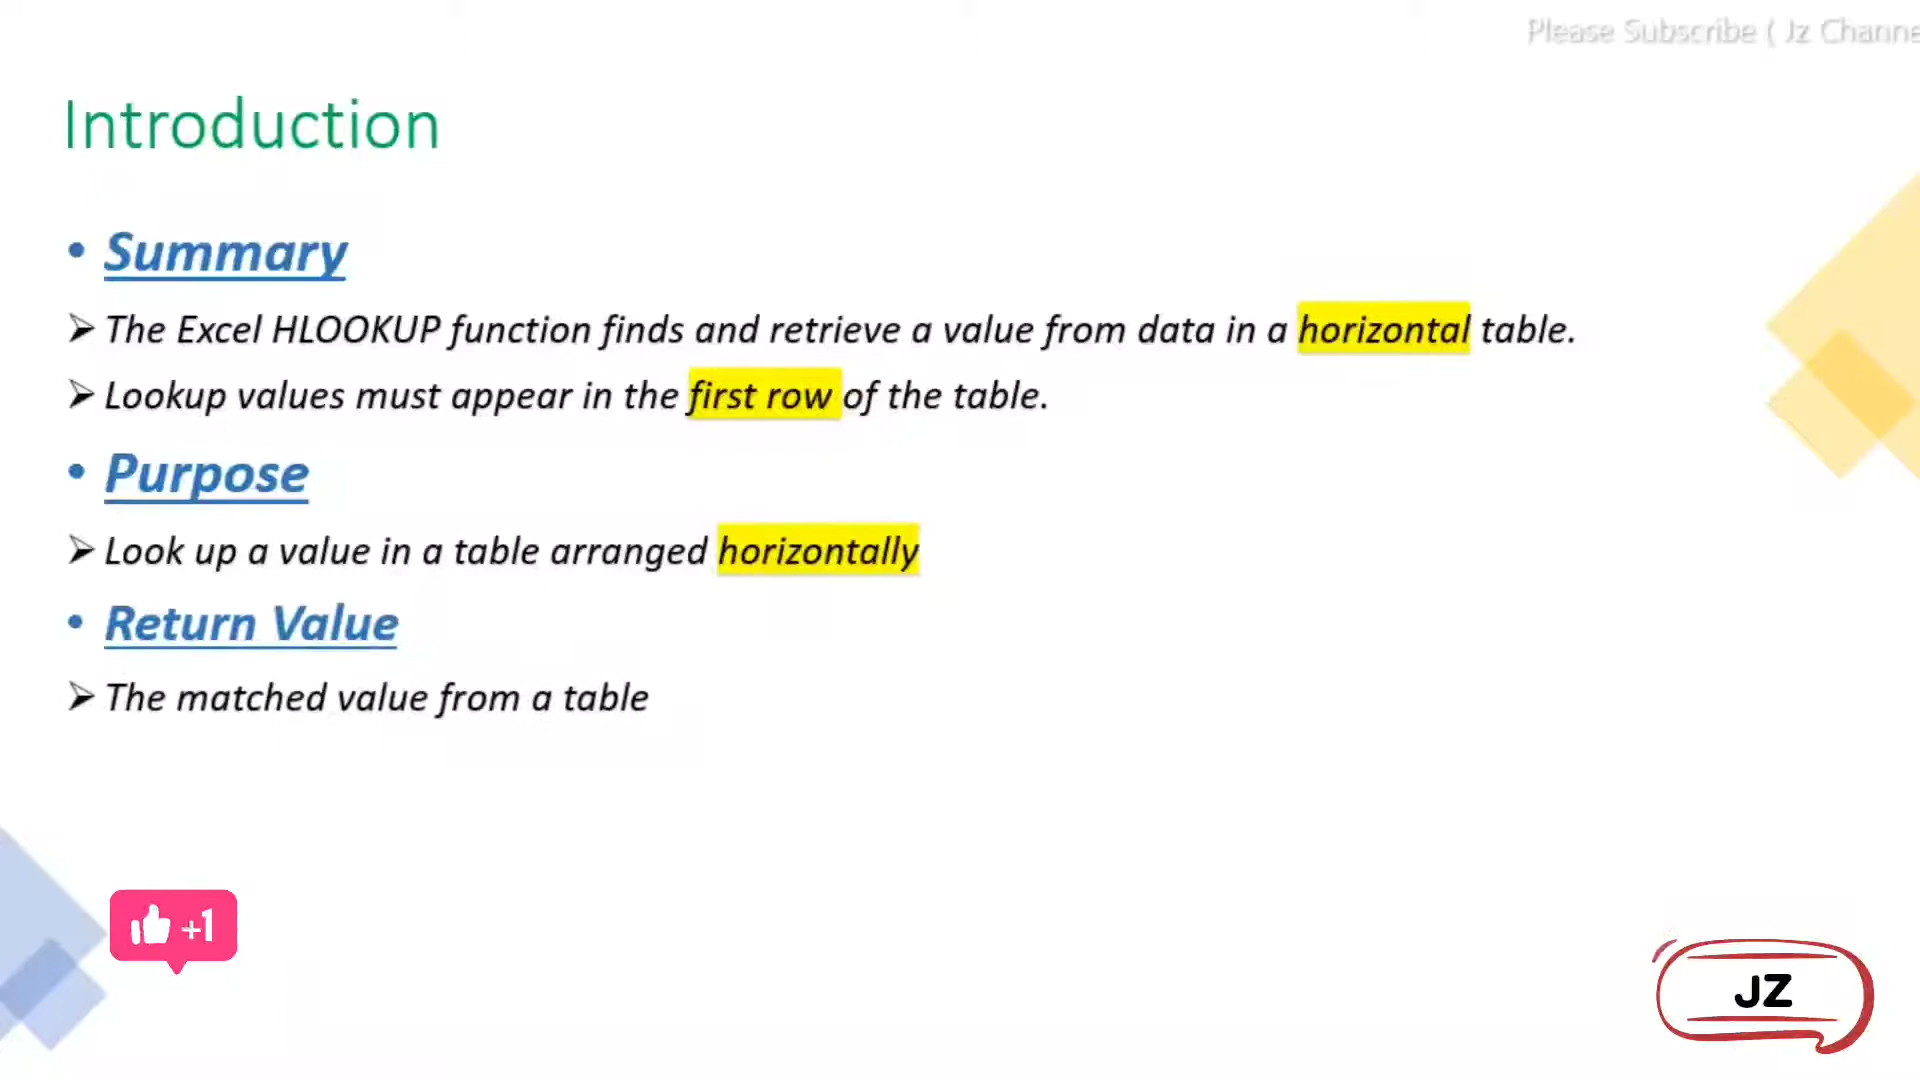 Please Subscribe ( Jz Channe
Introduction
• Summary
➢ The Excel HLOOKUP function finds and retrieve a value from data in a horizontal table.
➢ Lookup values must appear in the first row of the table.
• Purpose
➢ Look up a value in a table arranged horizontally
• Return Value
➢ The matched value from a table
+1
JZ